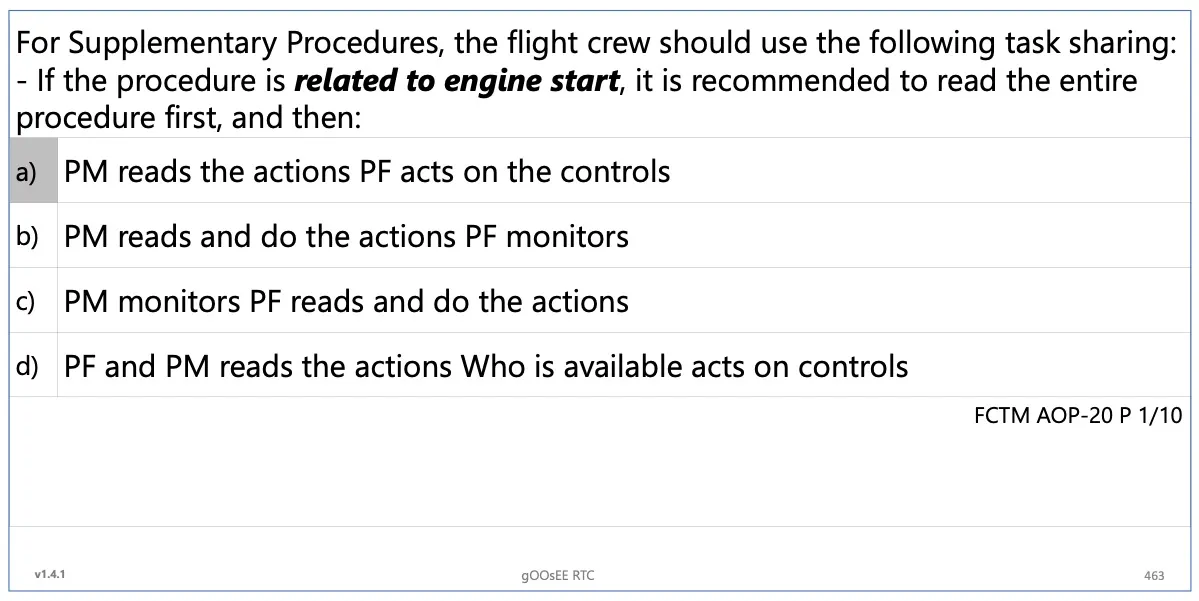 For Supplementary Procedures, the flight crew should use the following task sharing:
- If the procedure is related to engine start, it is recommended to read the entire
procedure first, and then:
a) PM reads the actions PF acts on the controls
b) PM reads and do the actions PF monitors
c) PM monitors PF reads and do the actions
d) PF and PM reads the actions Who is available acts on controls
FCTM AOP-20 P 1/10
v1.4.1 gOOsEE RTC 463